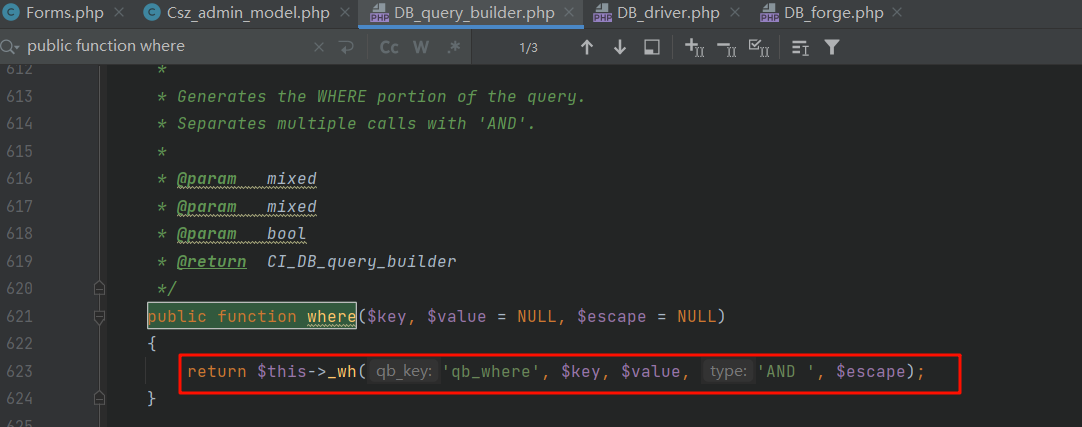 Forms.php × Csz_admin_model.php × DB_query_builder.php × DB_driver.php × DB_forge.php ×
public function where × Cc W .* 1/3
612 *
613 * Generates the WHERE portion of the query.
614 * Separates multiple calls with 'AND'.
615 *
616 * @param mixed
617 * @param mixed
618 * @param bool
619 * @return CI_DB_query_builder
620 */
621 public function where($key, $value = NULL, $escape = NULL)
622 {
623 return $this->_wh( qb_key: 'qb_where', $key, $value, type: 'AND ', $escape);
624 }
625